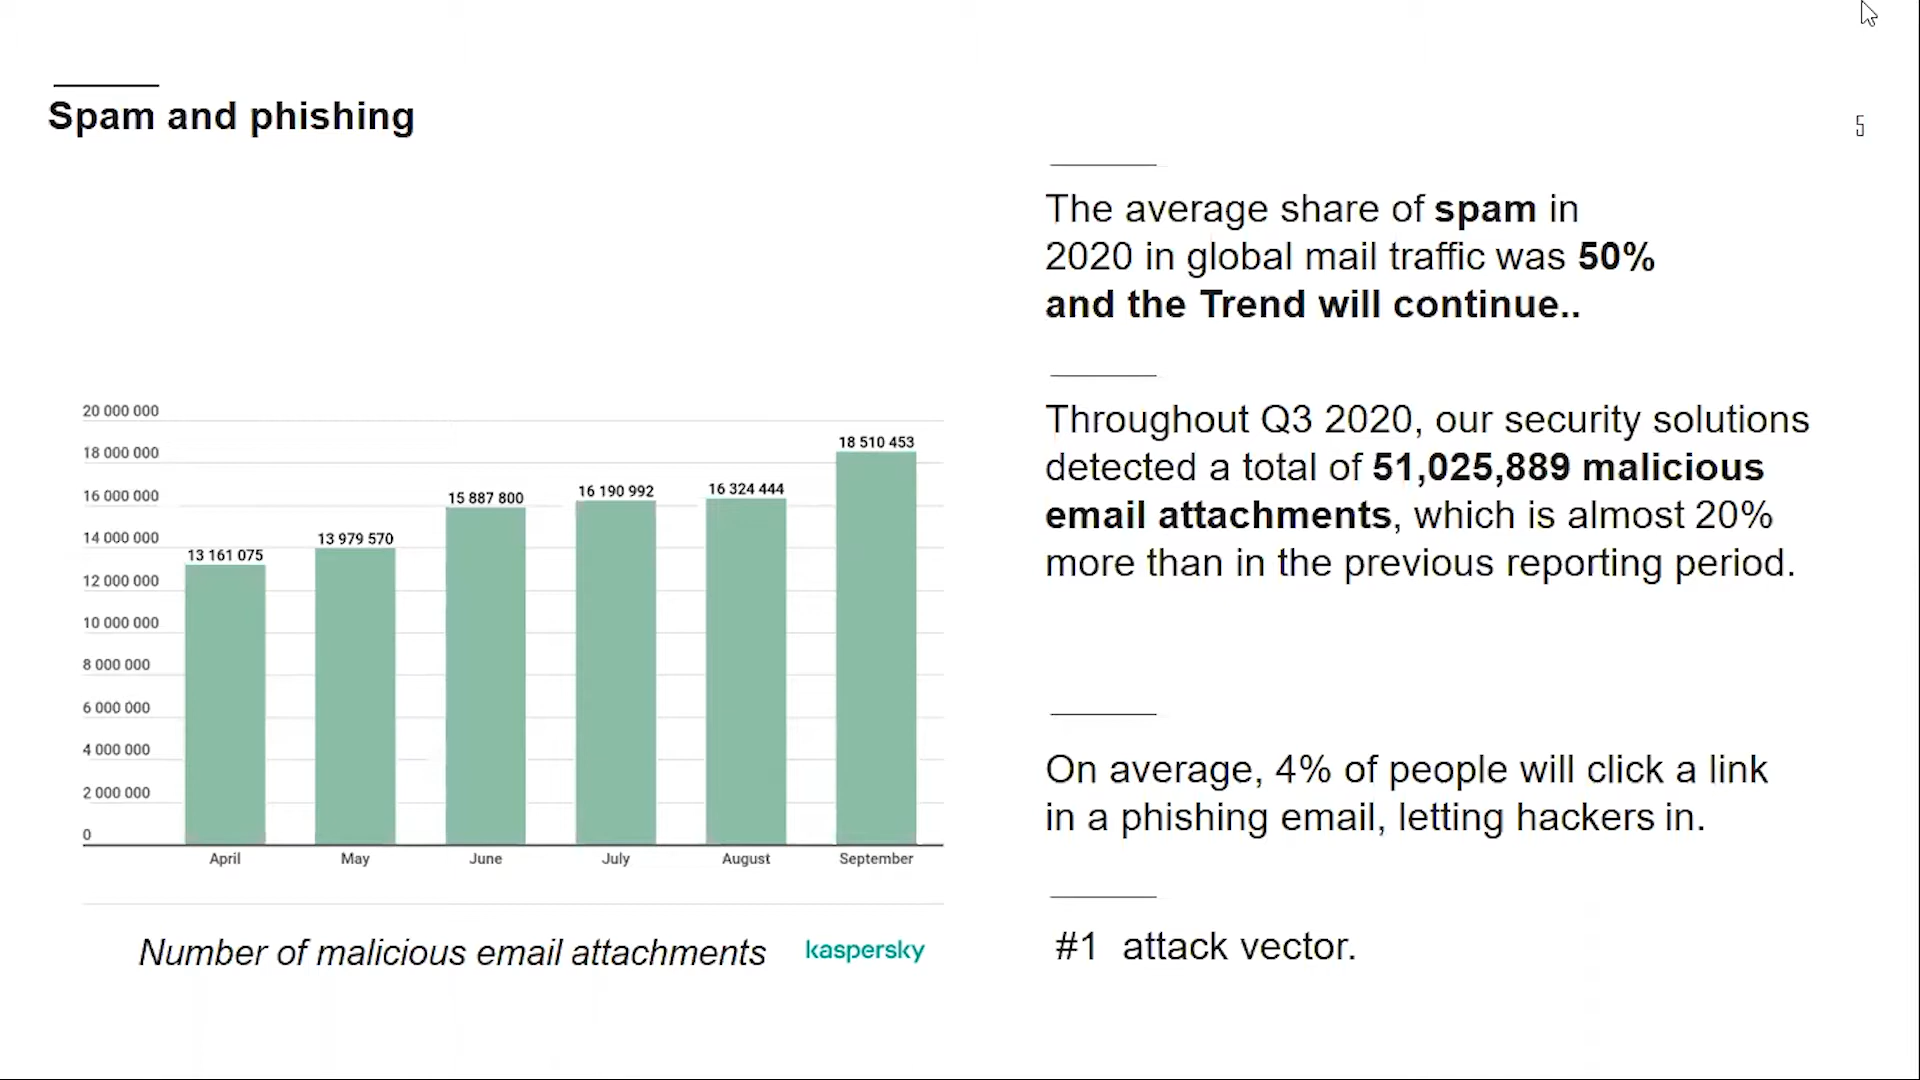 Spam and phishing
5
The average share of spam in
2020 in global mail traffic was 50%
and the Trend will continue..
Throughout Q3 2020, our security solutions
detected a total of 51,025,889 malicious
email attachments, which is almost 20%
more than in the previous reporting period.
On average, 4% of people will click a link
in a phishing email, letting hackers in.
#1 attack vector.
20 000 000
18 000 000
16 000 000
14 000 000
12 000 000
10 000 000
8 000 000
6 000 000
4 000 000
2 000 000
0
13 161 075
13 979 570
15 887 800
16 190 992
16 324 444
18 510 453
April May June July August September
Number of malicious email attachments kaspersky